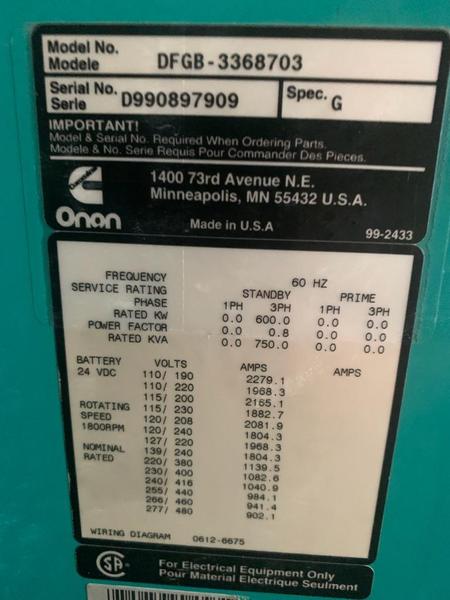 Model No. DFGB-3368703
Modele
Serial No. D990897909 Spec. G
Serie
IMPORTANT!
Model & Serial No. Required When Ordering Parts.
Modele & No. Serie Requis Pour Commander Des Pieces.
Cummins
Onan
1400 73rd Avenue N.E.
Minneapolis, MN 55432 U.S.A.
Made in U.S.A
99-2433
FREQUENCY 60 HZ
SERVICE RATING STANDBY PRIME
PHASE 1PH 3PH 1PH 3PH
RATED KW 0.0 600.0 0.0 0.0
POWER FACTOR 0.0 0.8 0.0 0.0
RATED KVA 0.0 750.0 0.0 0.0
BATTERY VOLTS AMPS AMPS
24 VDC 110/ 190 2279.1
110/ 220 1968.3
115/ 200 2165.1
ROTATING 115/ 230 1882.7
SPEED 120/ 208 2081.9
1800RPM 120/ 240 1804.3
127/ 220 1968.3
NOMINAL 139/ 240 1804.3
RATED 220/ 380 1139.5
230/ 400 1082.6
240/ 416 1040.9
255/ 440 984.1
266/ 460 941.4
277/ 480 902.1
WIRING DIAGRAM 0612-6675
SA
For Electrical Equipment Only
Pour Material Electrique Seulment